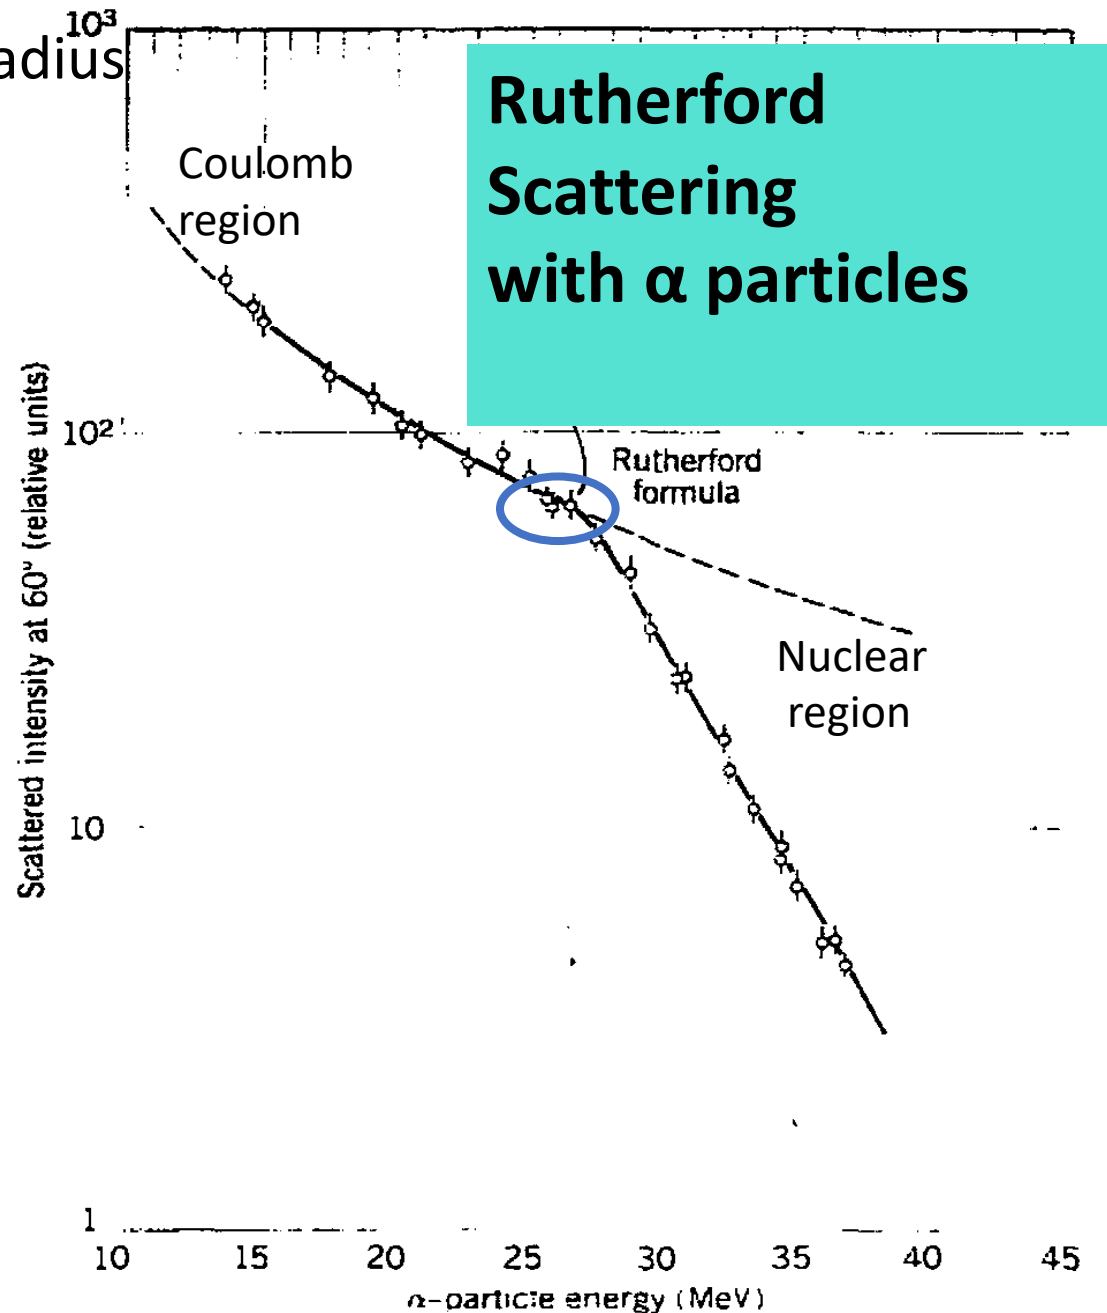 10³
adius
Rutherford
Scattering
with α particles
Coulomb
region
10²
Rutherford
formula
Nuclear
region
Scattered intensity at 60° (relative units)
10
1
10 15 20 25 30 35 40 45
α-particle energy (MeV)